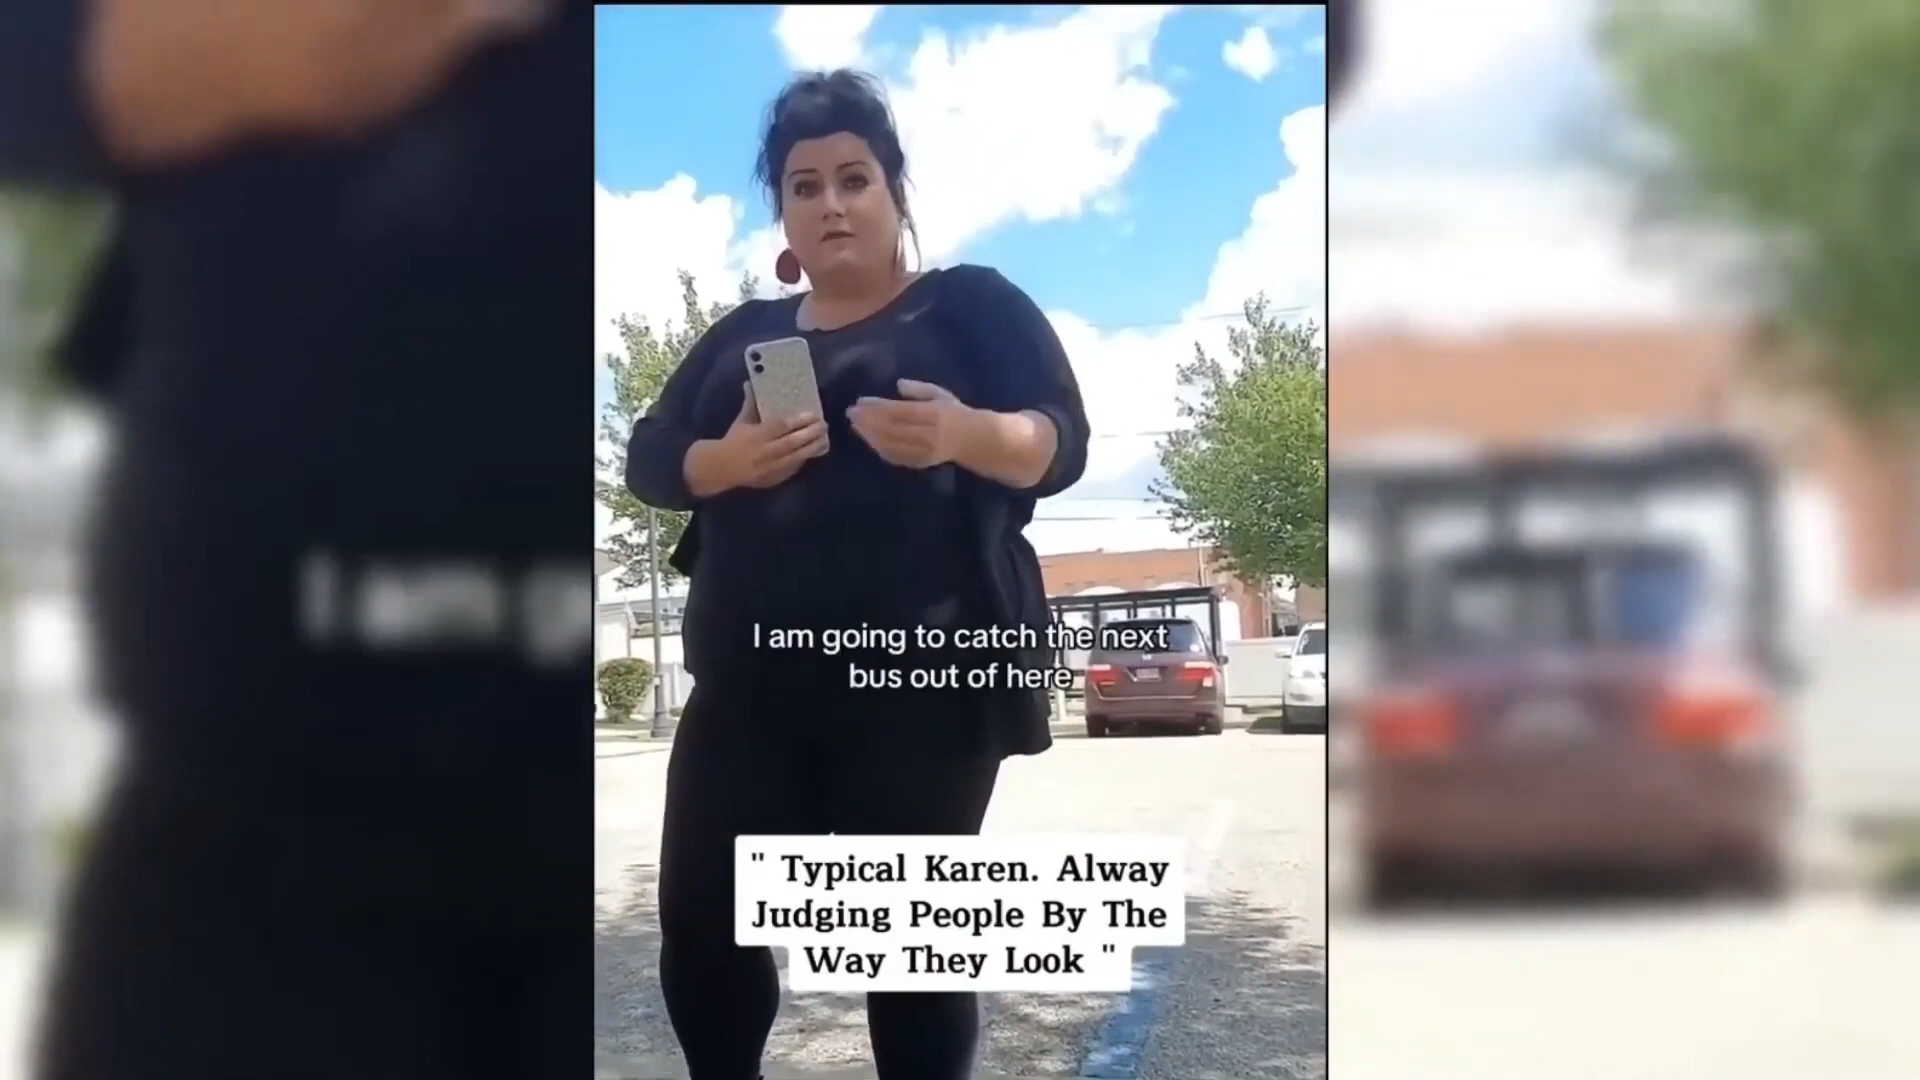 I am going to catch the next
bus out of here
" Typical Karen. Alway
Judging People By The
Way They Look "